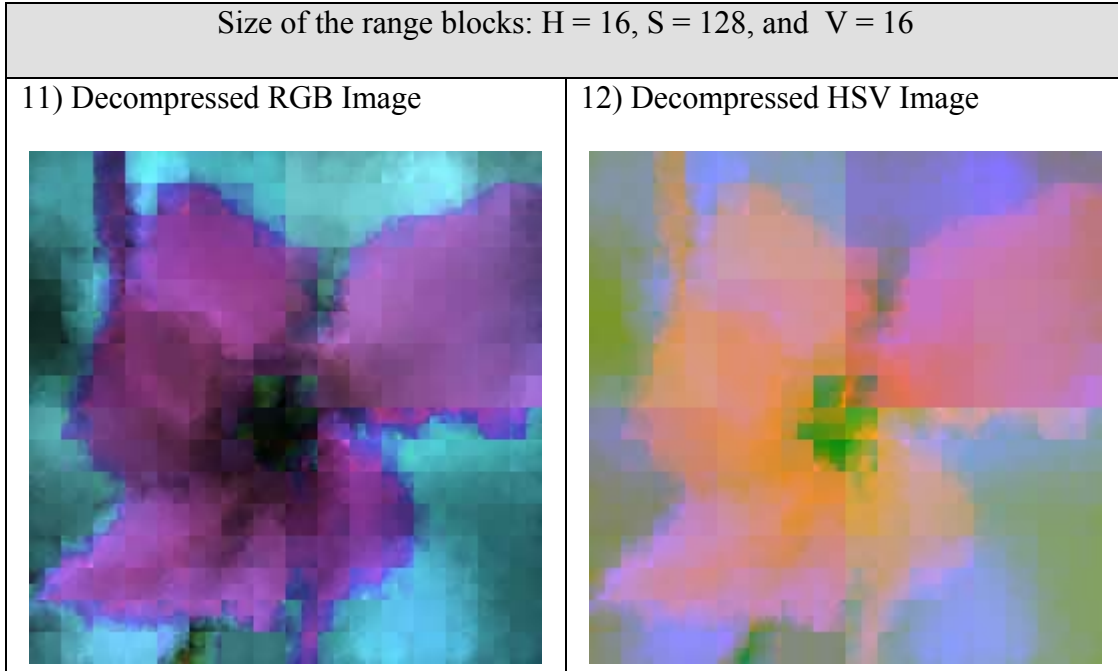 Size of the range blocks: H = 16, S = 128, and V = 16
11) Decompressed RGB Image
12) Decompressed HSV Image